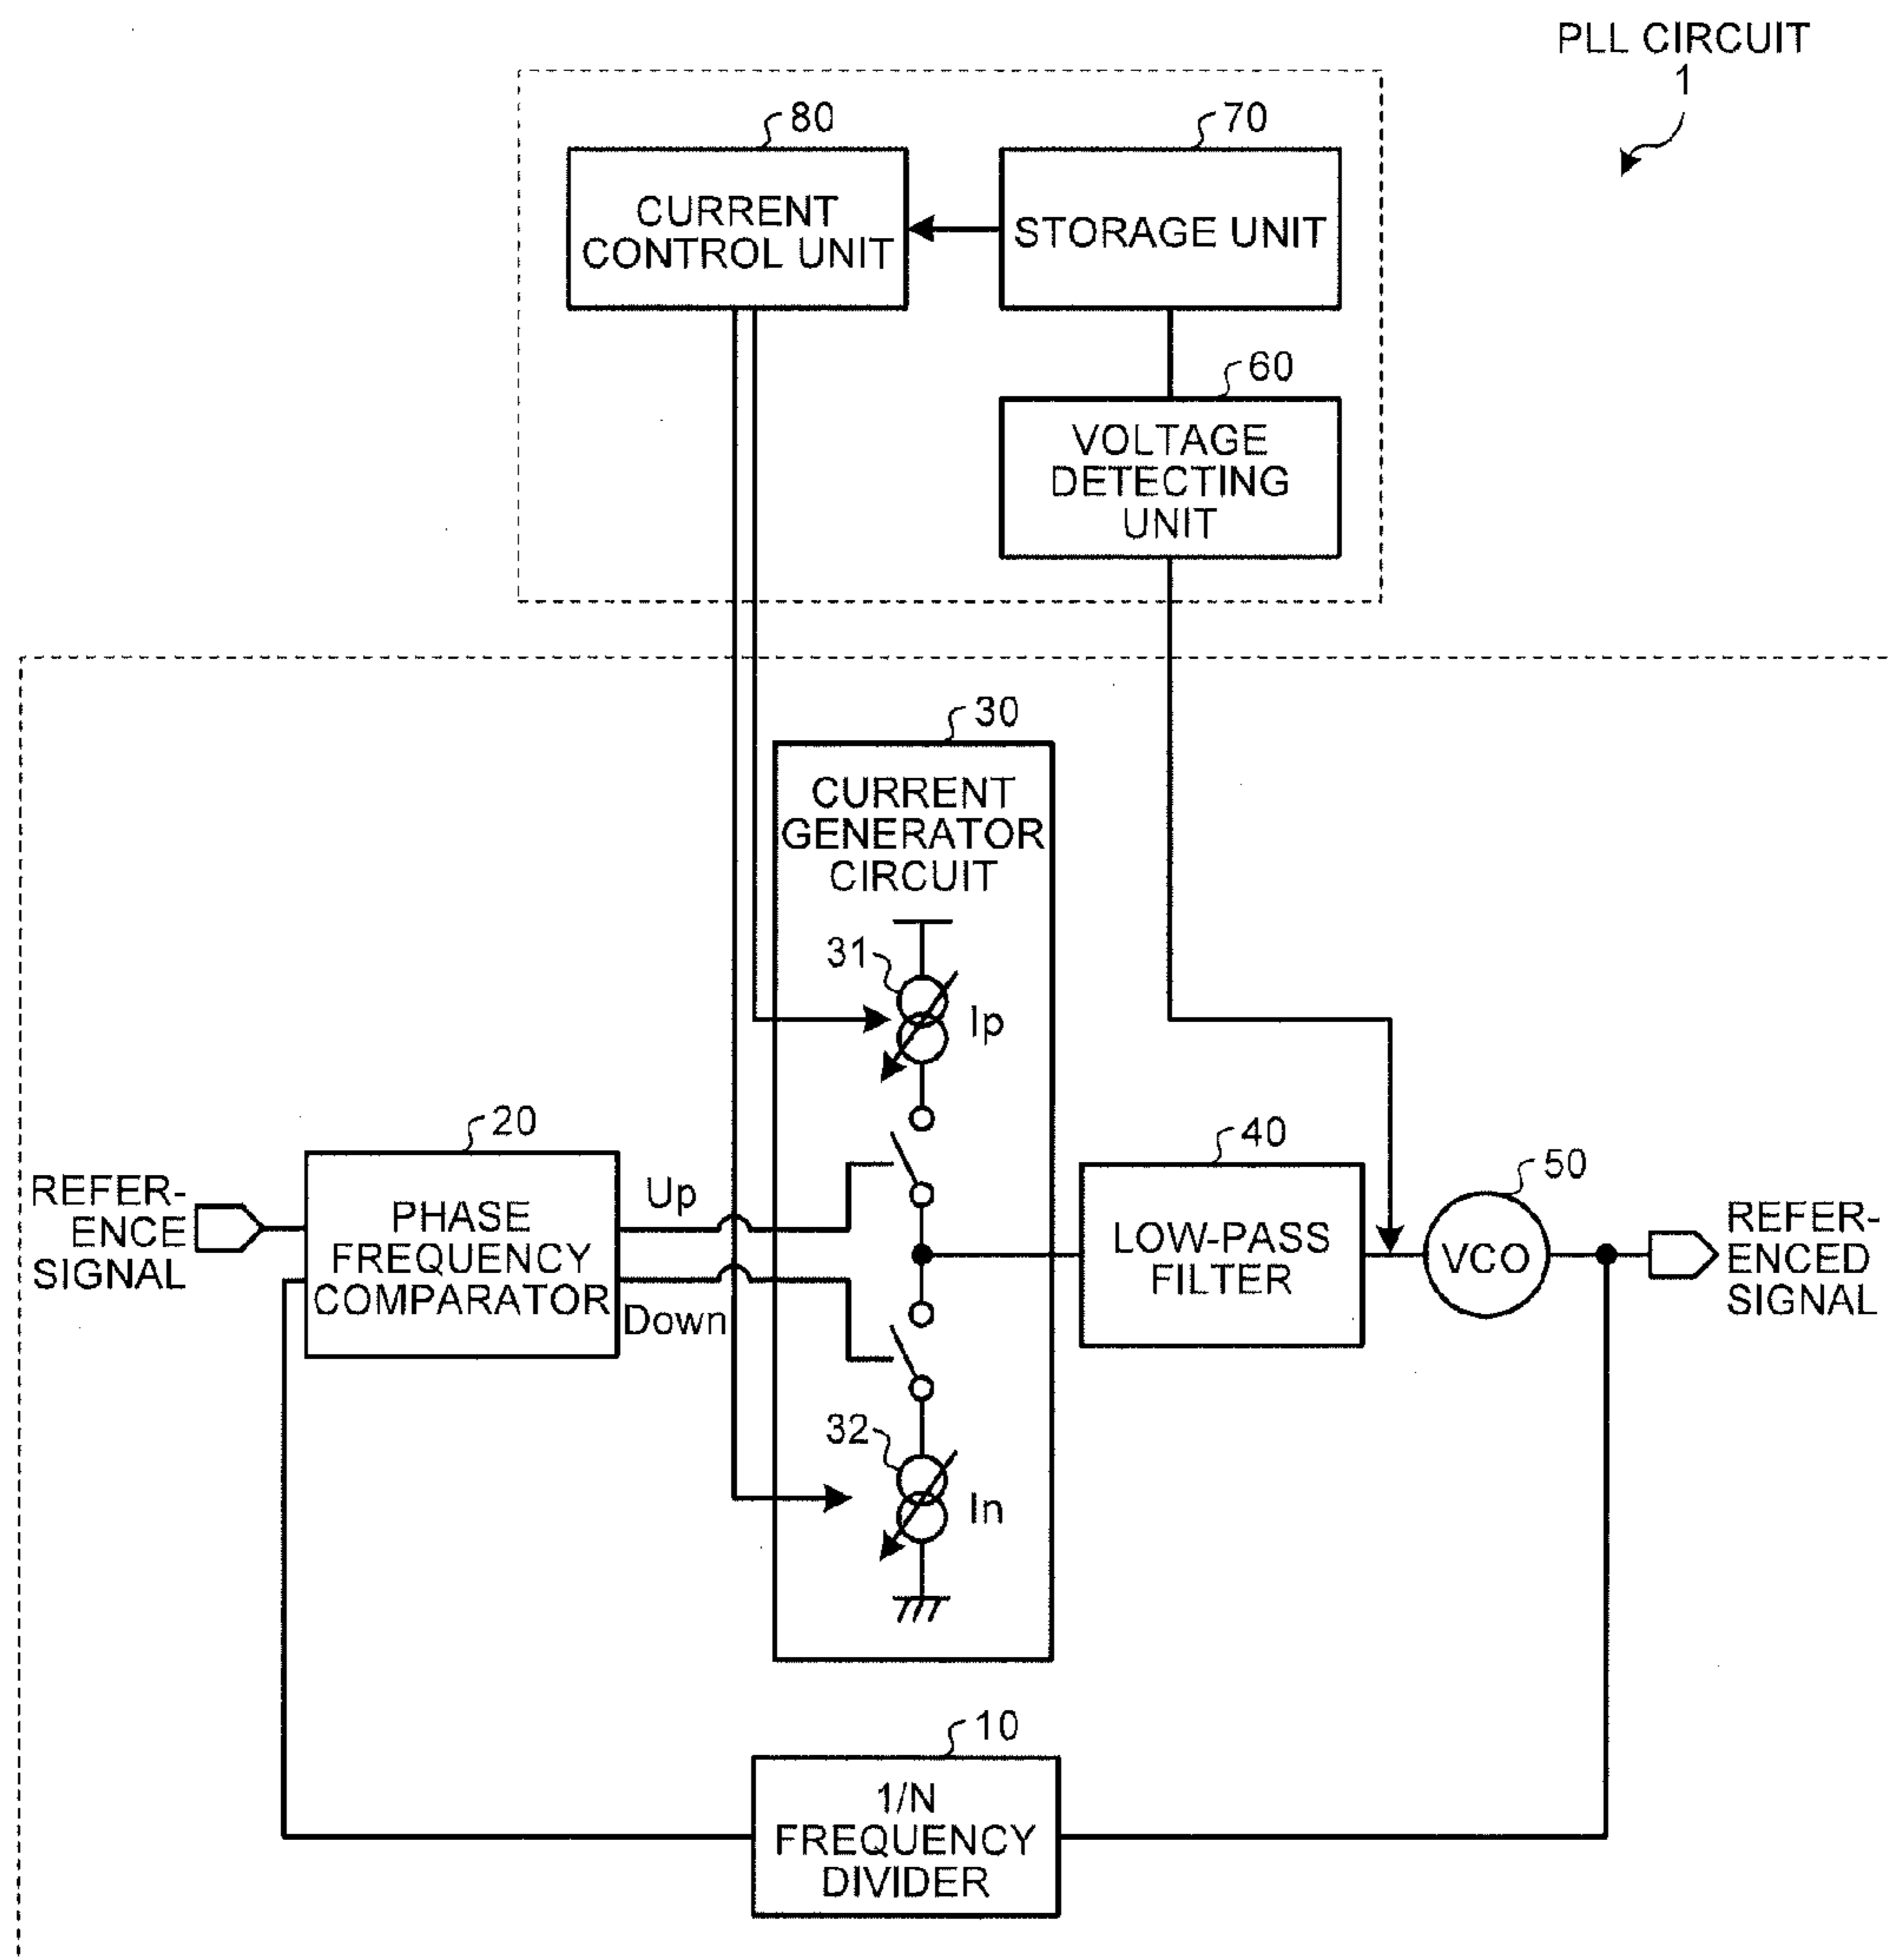 PLL CIRCUIT
1
80
70
CURRENT
CONTROL UNIT
STORAGE UNIT
60
VOLTAGE
DETECTING
UNIT
30
CURRENT
GENERATOR
CIRCUIT
31
Ip
20
40
50
REFER-
ENCE
SIGNAL
PHASE
FREQUENCY
COMPARATOR
Up
Down
LOW-PASS
FILTER
VCO
REFER-
ENCED
SIGNAL
32
In
10
1/N
FREQUENCY
DIVIDER